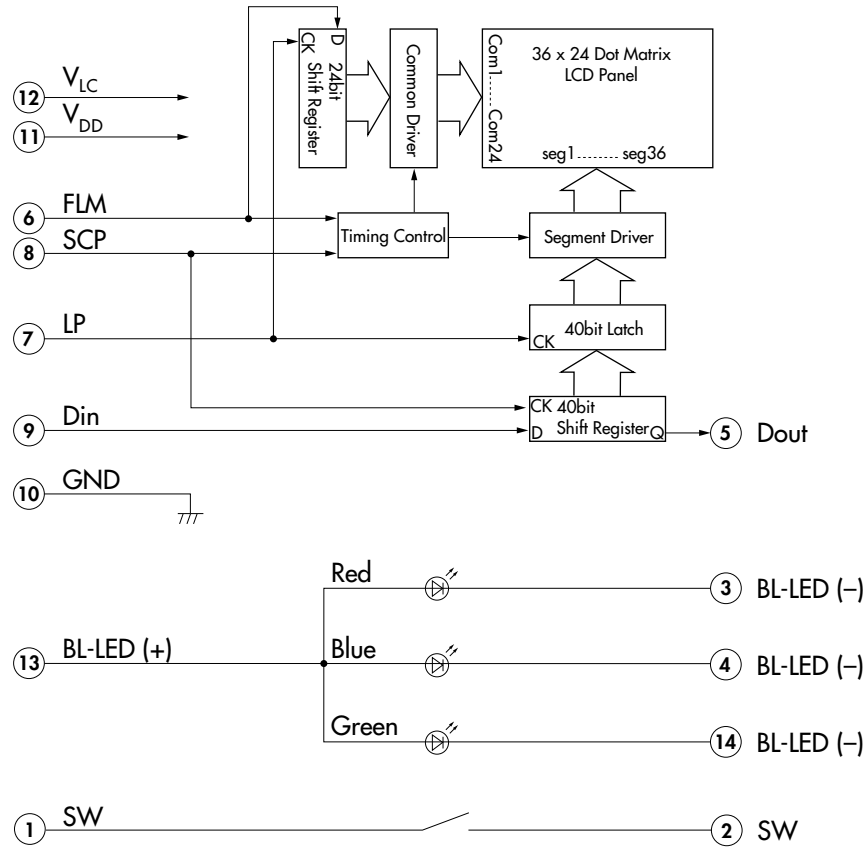 D
CK
24bit
Shift Register
Common Driver
Com1......Com24
36 x 24 Dot Matrix
LCD Panel
seg1........ seg36
12 VLC
11 VDD
6 FLM
8 SCP
Timing Control
Segment Driver
7 LP
40bit Latch
CK
CK 40bit
D Shift Register Q
9 Din
5 Dout
10 GND
Red
3 BL-LED (–)
13 BL-LED (+)
Blue
4 BL-LED (–)
Green
14 BL-LED (–)
1 SW
2 SW